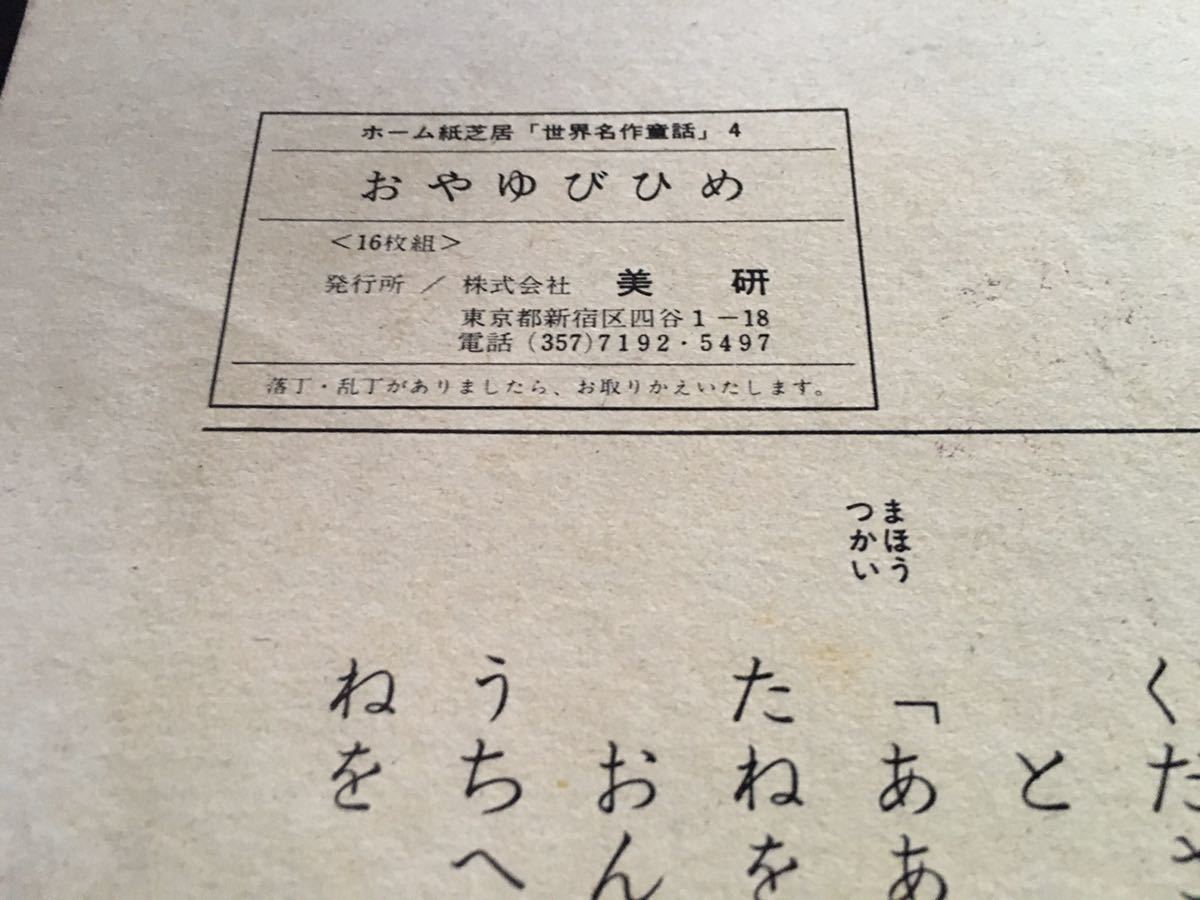 ホーム紙芝居「世界名作童話」4
おやゆびひめ
<16枚組>
発行所／株式会社 美研
東京都新宿区四谷1-18
電話(357)7192・5497
落丁・乱丁がありましたら、お取りかえいたします。
くださ
と
まほう
つかい
「ああ
たねを
おん
うちへ
ねを